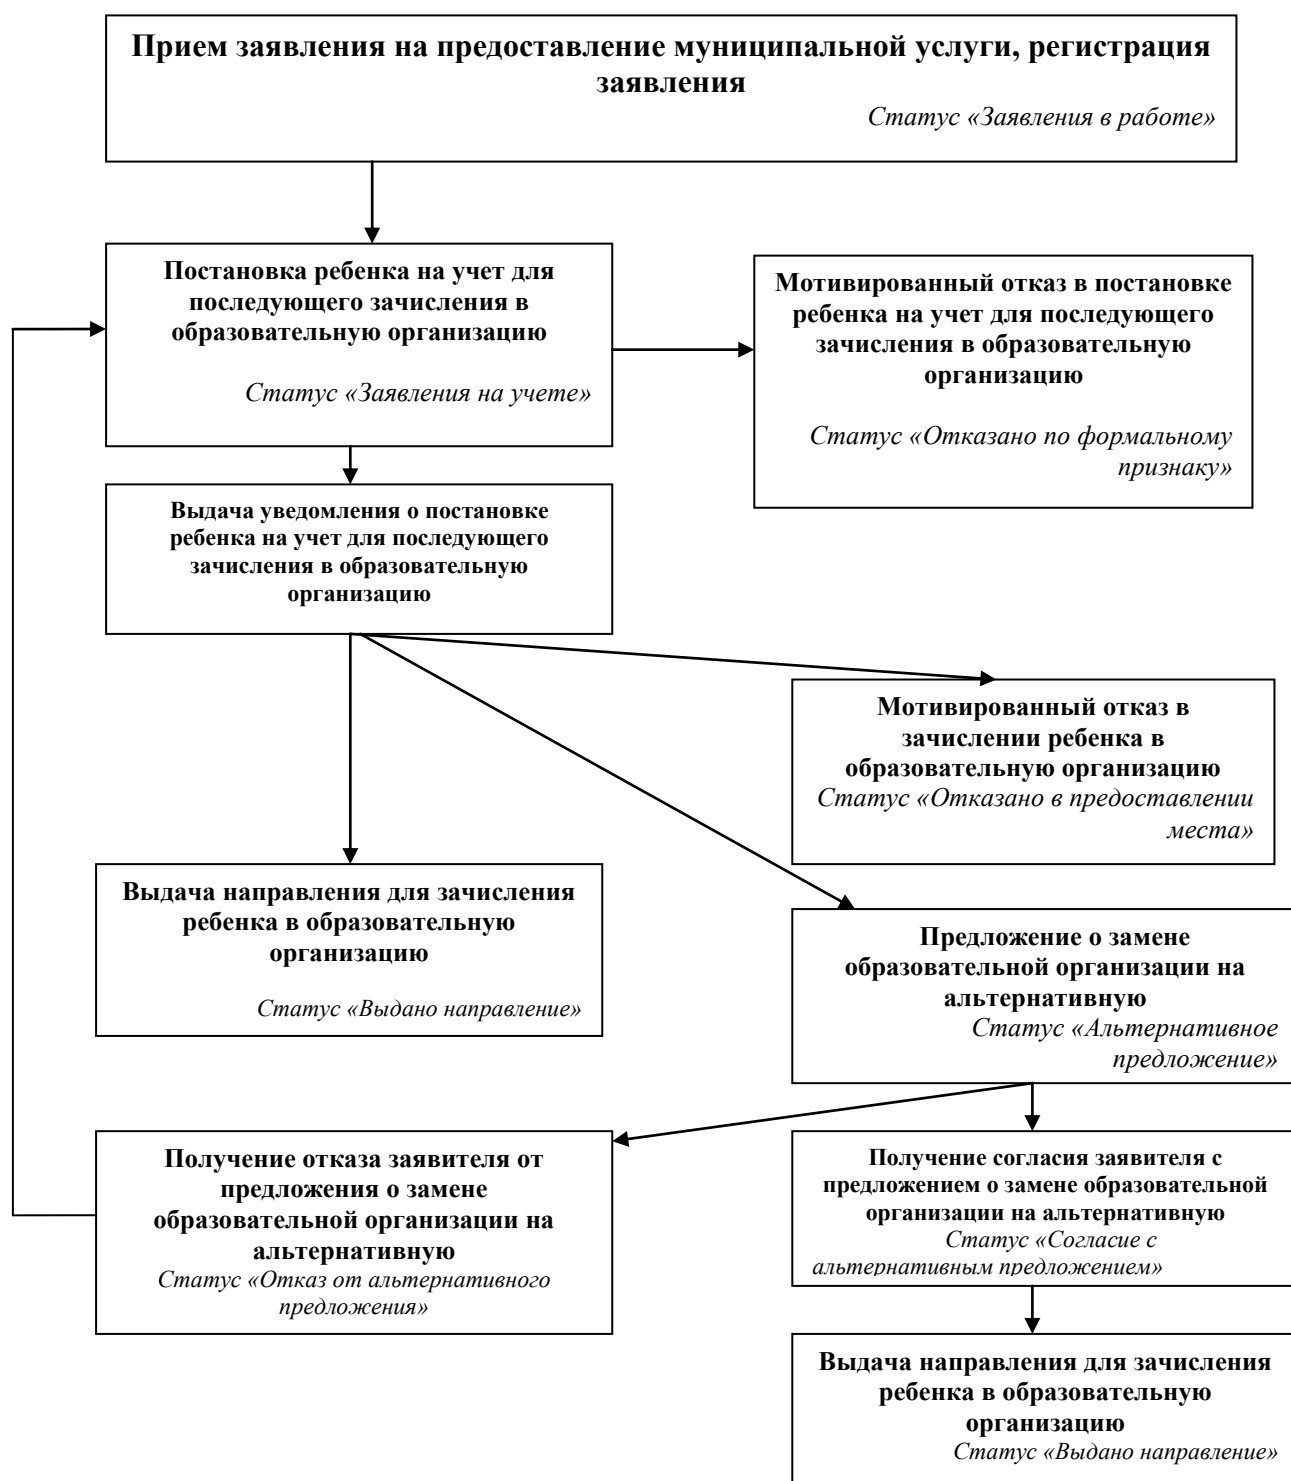 Прием заявления на предоставление муниципальной услуги, регистрация
заявления
Статус «Заявления в работе»
Постановка ребенка на учет для
последующего зачисления в
образовательную организацию
Статус «Заявления на учете»
Мотивированный отказ в постановке
ребенка на учет для последующего
зачисления в образовательную
организацию
Статус «Отказано по формальному
признаку»
Выдача уведомления о постановке
ребенка на учет для последующего
зачисления в образовательную
организацию
Мотивированный отказ в
зачислении ребенка в
образовательную организацию
Статус «Отказано в предоставлении
места»
Выдача направления для зачисления
ребенка в образовательную
организацию
Статус «Выдано направление»
Предложение о замене
образовательной организации на
альтернативную
Статус «Альтернативное
предложение»
Получение отказа заявителя от
предложения о замене
образовательной организации на
альтернативную
Статус «Отказ от альтернативного
предложения»
Получение согласия заявителя с
предложением о замене образовательной
организации на альтернативную
Статус «Согласие с
альтернативным предложением»
Выдача направления для зачисления
ребенка в образовательную
организацию
Статус «Выдано направление»